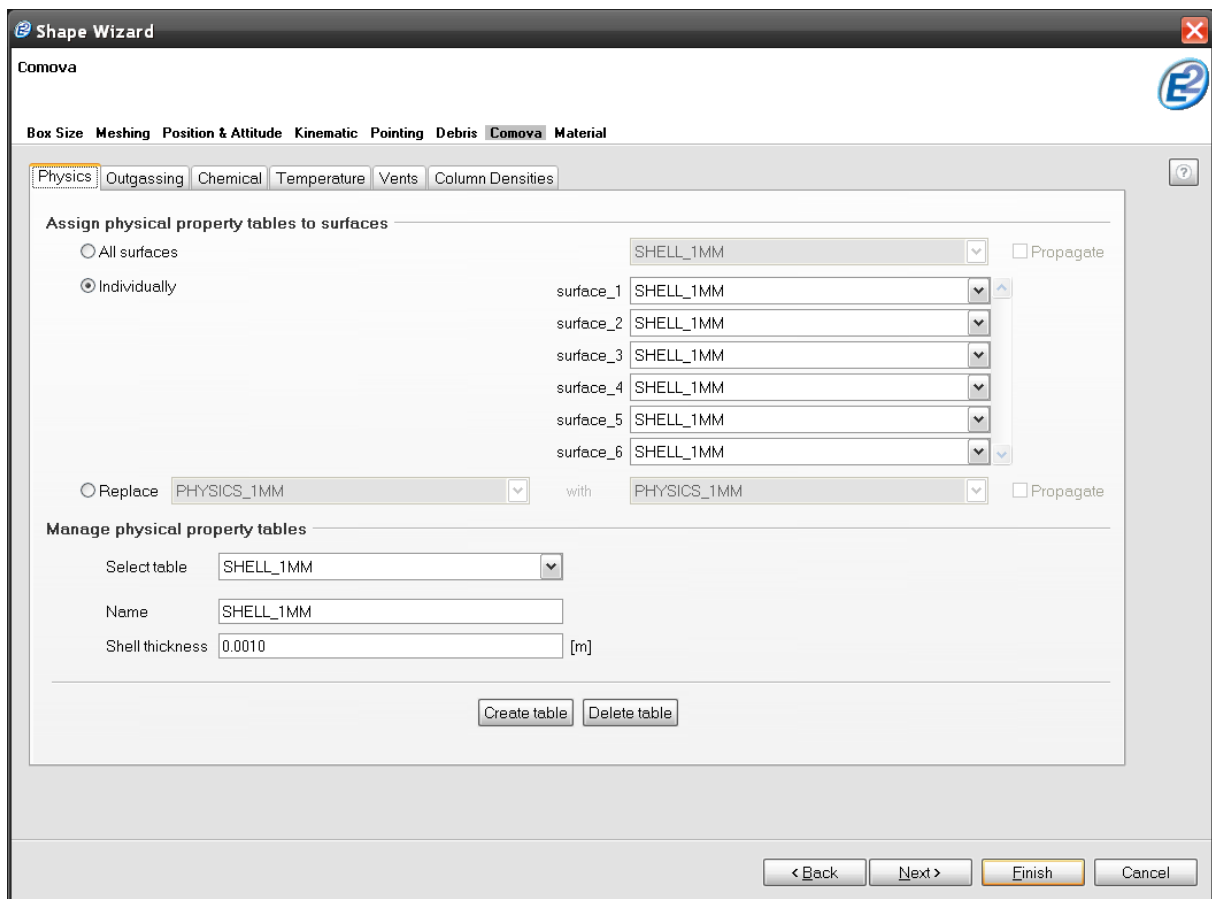 Shape Wizard
Comova
E2
Box Size Meshing Position & Attitude Kinematic Pointing Debris Comova Material
Physics Outgassing Chemical Temperature Vents Column Densities
?
Assign physical property tables to surfaces
All surfaces SHELL_1MM Propagate
Individually surface_1 SHELL_1MM
surface_2 SHELL_1MM
surface_3 SHELL_1MM
surface_4 SHELL_1MM
surface_5 SHELL_1MM
surface_6 SHELL_1MM
Replace PHYSICS_1MM with PHYSICS_1MM Propagate
Manage physical property tables
Select table SHELL_1MM
Name SHELL_1MM
Shell thickness 0.0010 [m]
Create table Delete table
< Back Next > Finish Cancel